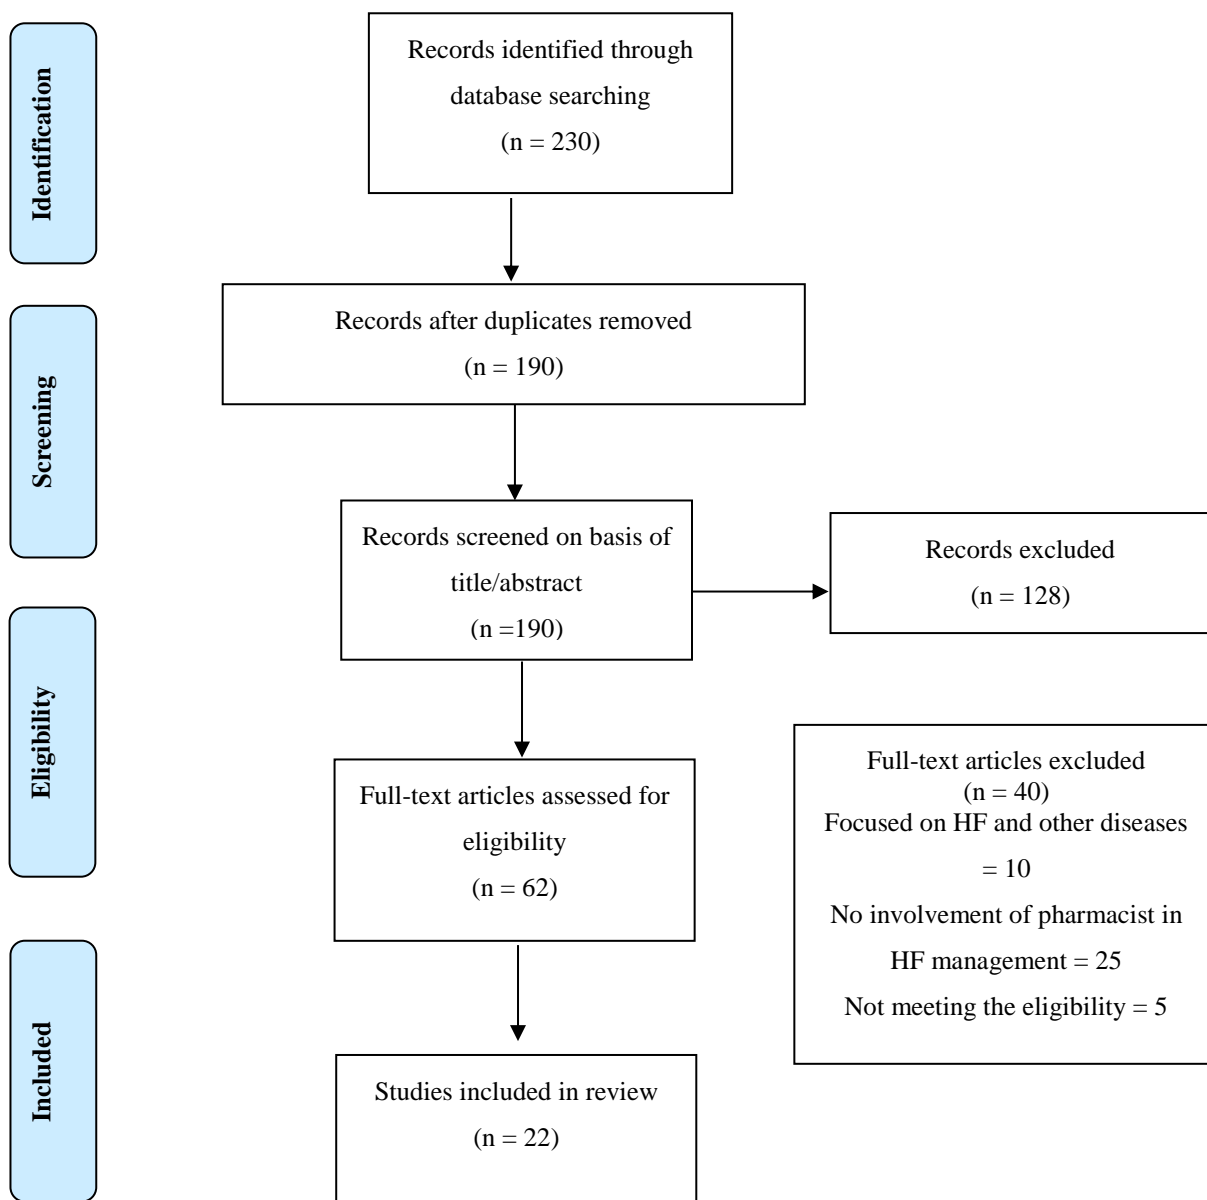 Identification
Records identified through
database searching
(n = 230)
Screening
Records after duplicates removed
(n = 190)
Records screened on basis of
title/abstract
(n =190)
Records excluded
(n = 128)
Eligibility
Full-text articles assessed for
eligibility
(n = 62)
Full-text articles excluded
(n = 40)
Focused on HF and other diseases
= 10
No involvement of pharmacist in
HF management = 25
Not meeting the eligibility = 5
Included
Studies included in review
(n = 22)